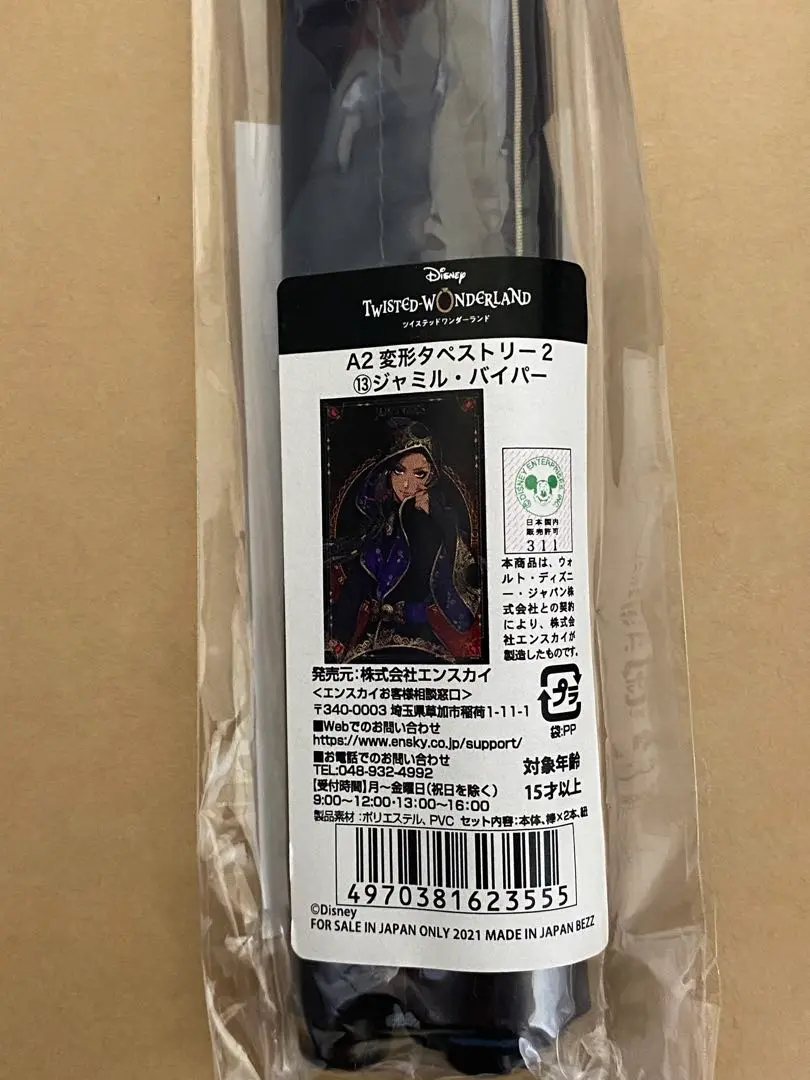 Disney
TWISTED-WONDERLAND
ツイステッドワンダーランド
A2変形タペストリー2
⑬ジャミル・バイパー
©DISNEY ENTERPRISES, INC.
日本国内
販売許可
311
本商品は、ウォ
ルト・ディズニ
ー・ジャパン株
式会社との契約
により、株式会
社エンスカイが
製造したものです。
発売元:株式会社エンスカイ
<エンスカイお客様相談窓口>
〒340-0003 埼玉県草加市稲荷1-11-1
■Webでのお問い合わせ
https://www.ensky.co.jp/support/
■お電話でのお問い合わせ
TEL:048-932-4992
【受付時間】月〜金曜日(祝日を除く)
9:00〜12:00・13:00〜16:00
プラ
袋:PP
対象年齢
15才以上
製品素材:ポリエステル、PVC セット内容:本体、棒×2本、紐
4970381623555
©Disney
FOR SALE IN JAPAN ONLY 2021 MADE IN JAPAN BEZZ